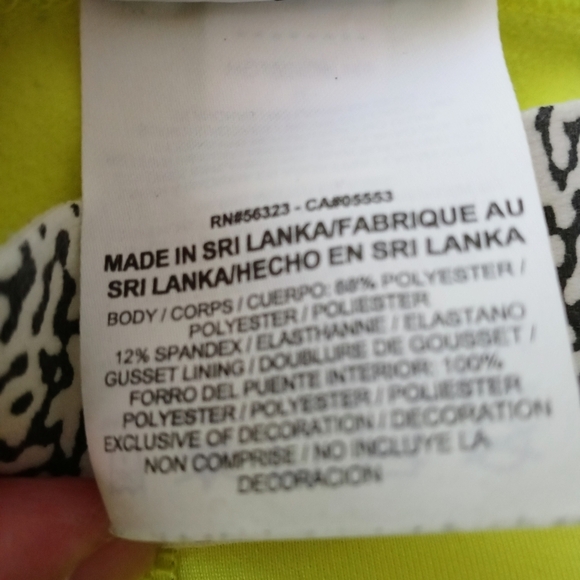 RN#56323 - CA#05553
MADE IN SRI LANKA/FABRIQUE AU
SRI LANKA/HECHO EN SRI LANKA
BODY / CORPS / CUERPO: 88% POLYESTER /
POLYESTER / POLIESTER
12% SPANDEX / ELASTHANNE / ELASTANO
GUSSET LINING / DOUBLURE DE GOUSSET /
FORRO DEL PUENTE INTERIOR: 100%
POLYESTER / POLYESTER / POLIESTER
EXCLUSIVE OF DECORATION / DECORATION
NON COMPRISE / NO INCLUYE LA
DECORACION